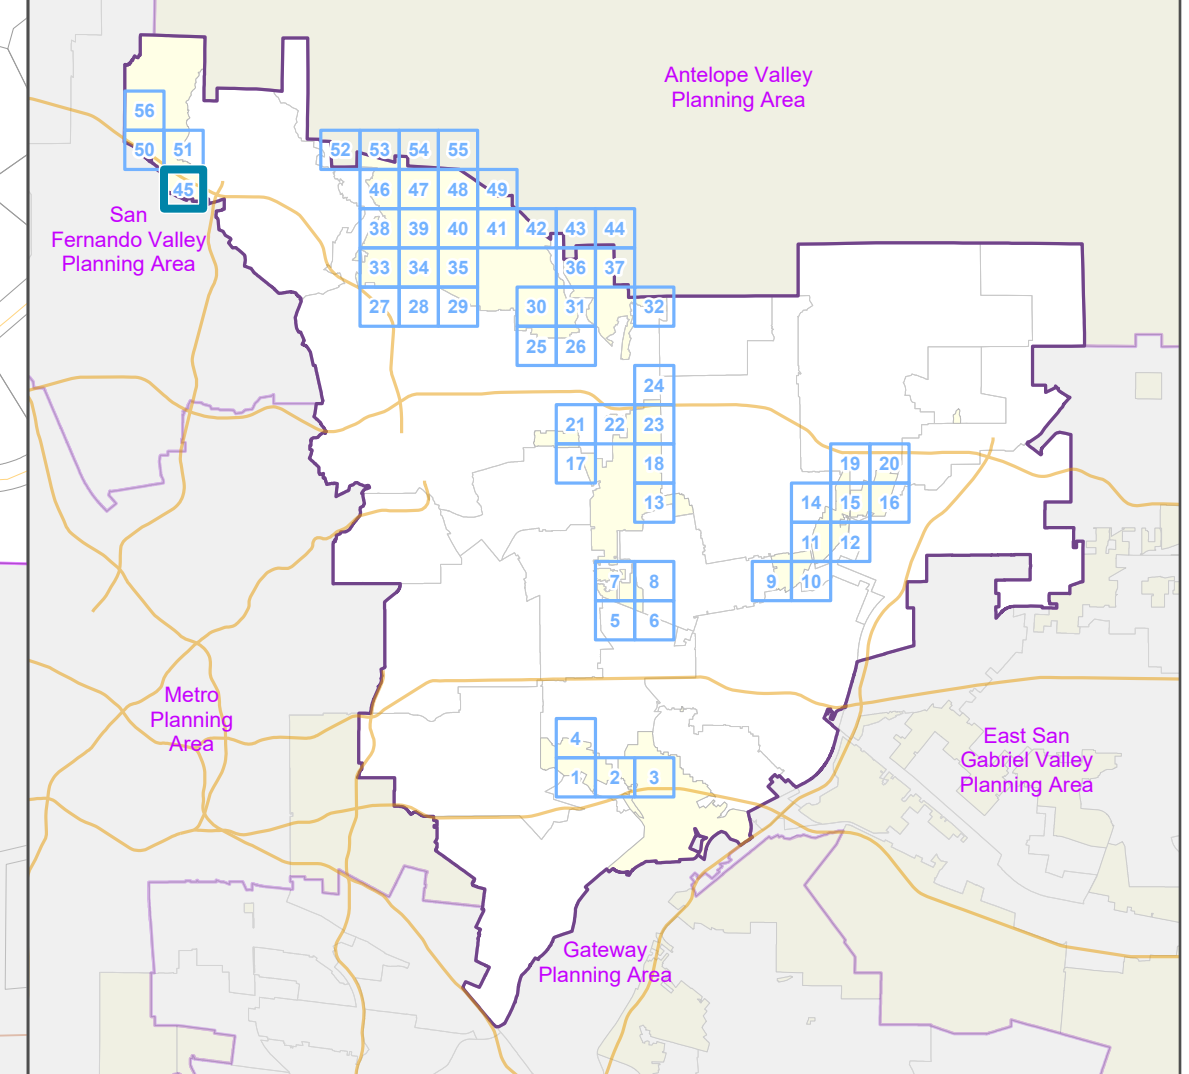 Antelope Valley
Planning Area
56
50 51
52 53 54 55
45
46 47 48 49
San
Fernando Valley
Planning Area
38 39 40 41 42 43 44
33 34 35 36 37
27 28 29 30 31 32
25 26
24
21 22 23
17 18 19 20
13 14 15 16
11 12
7 8 9 10
5 6
Metro
Planning
Area
4
East San
Gabriel Valley
Planning Area
1 2 3
Gateway
Planning Area